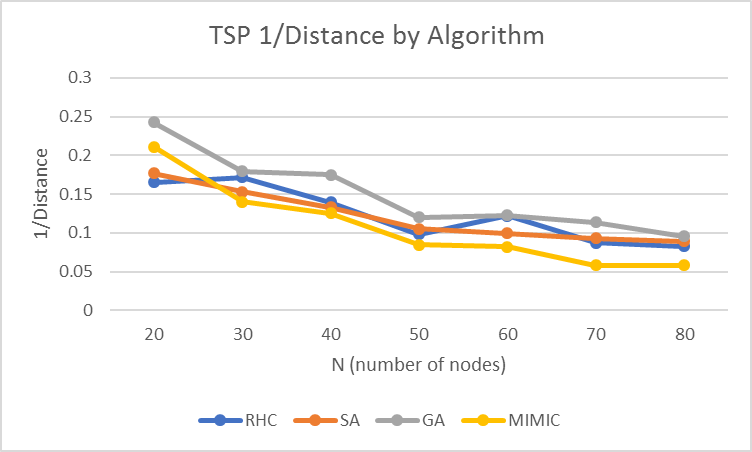 TSP 1/Distance by Algorithm
0.3
0.25
0.2
0.15
0.1
0.05
0
1/Distance
20 30 40 50 60 70 80
N (number of nodes)
RHC SA GA MIMIC